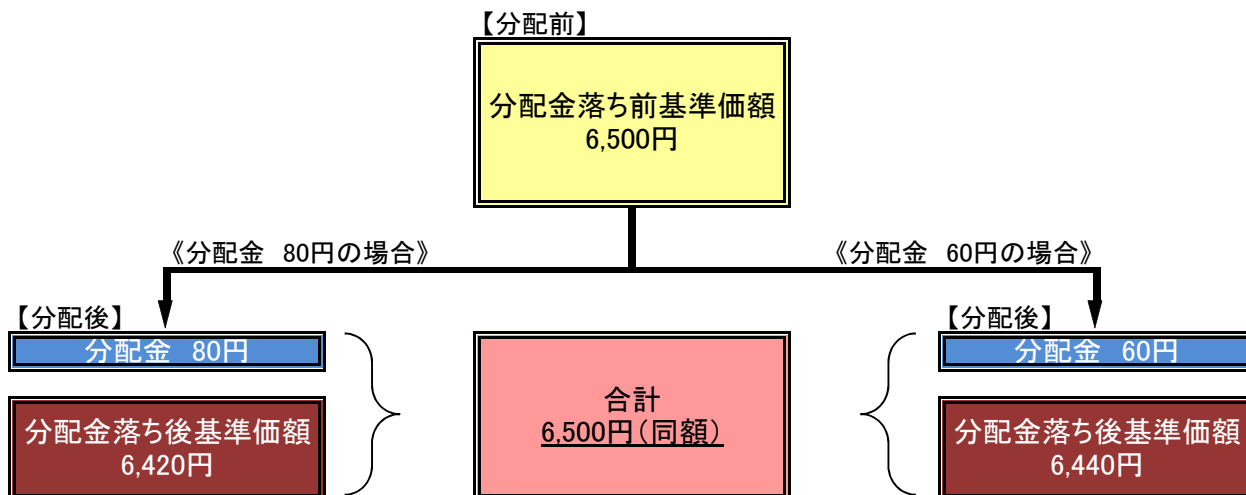 【分配前】
分配金落ち前基準価額
6,500円
《分配金　80円の場合》
《分配金　60円の場合》
【分配後】
分配金　80円
分配金落ち後基準価額
6,420円
合計
6,500円（同額）
【分配後】
分配金　60円
分配金落ち後基準価額
6,440円